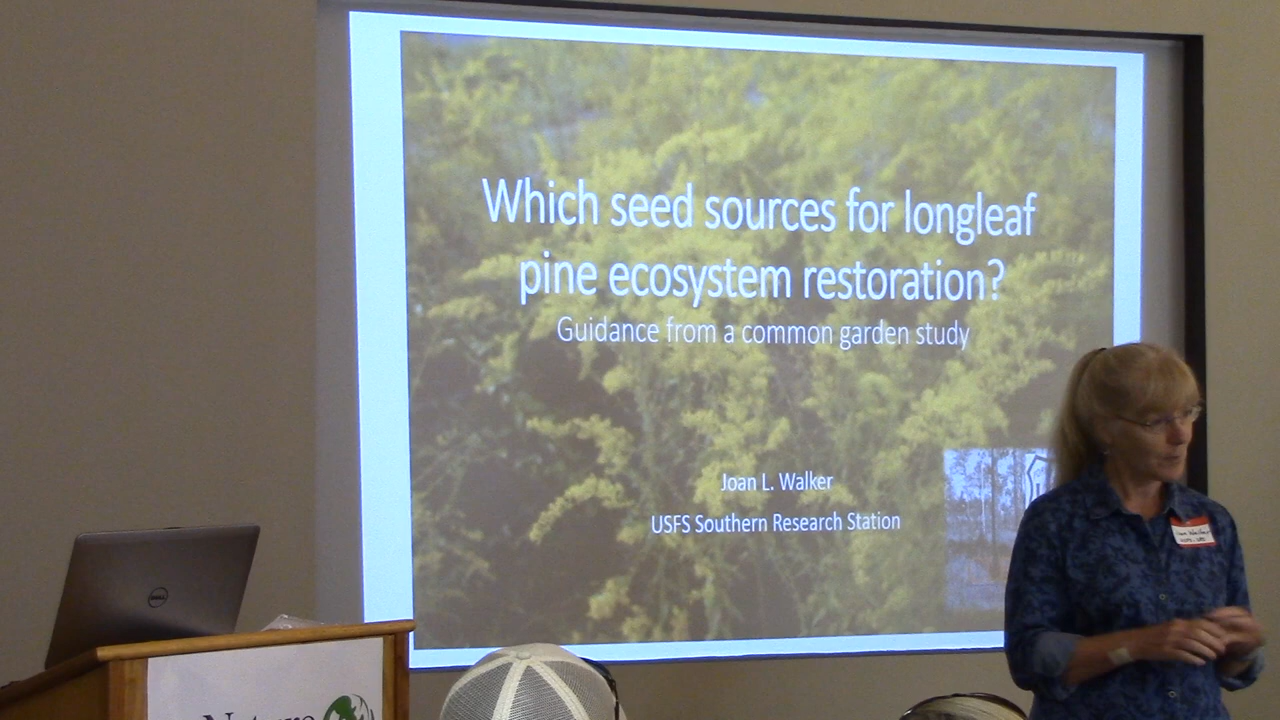 Which seed sources for longleaf
pine ecosystem restoration?
Guidance from a common garden study
Joan L. Walker
USFS Southern Research Station
DELL